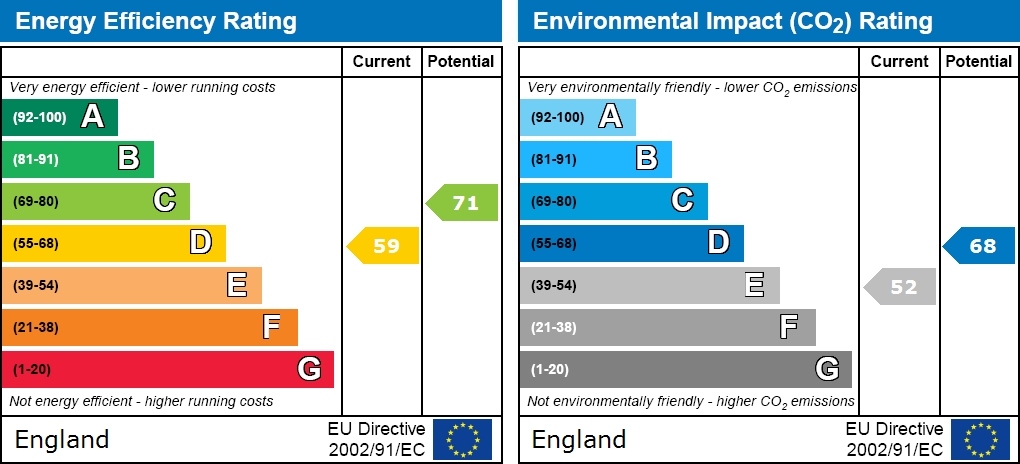 Energy Efficiency Rating
Current Potential
Very energy efficient - lower running costs
(92-100) A
(81-91) B
(69-80) C
71
(55-68) D
59
(39-54) E
(21-38) F
(1-20) G
Not energy efficient - higher running costs
England
EU Directive
2002/91/EC
Environmental Impact (CO2) Rating
Current Potential
Very environmentally friendly - lower CO2 emissions
(92-100) A
(81-91) B
(69-80) C
(55-68) D
68
(39-54) E
52
(21-38) F
(1-20) G
Not environmentally friendly - higher CO2 emissions
England
EU Directive
2002/91/EC